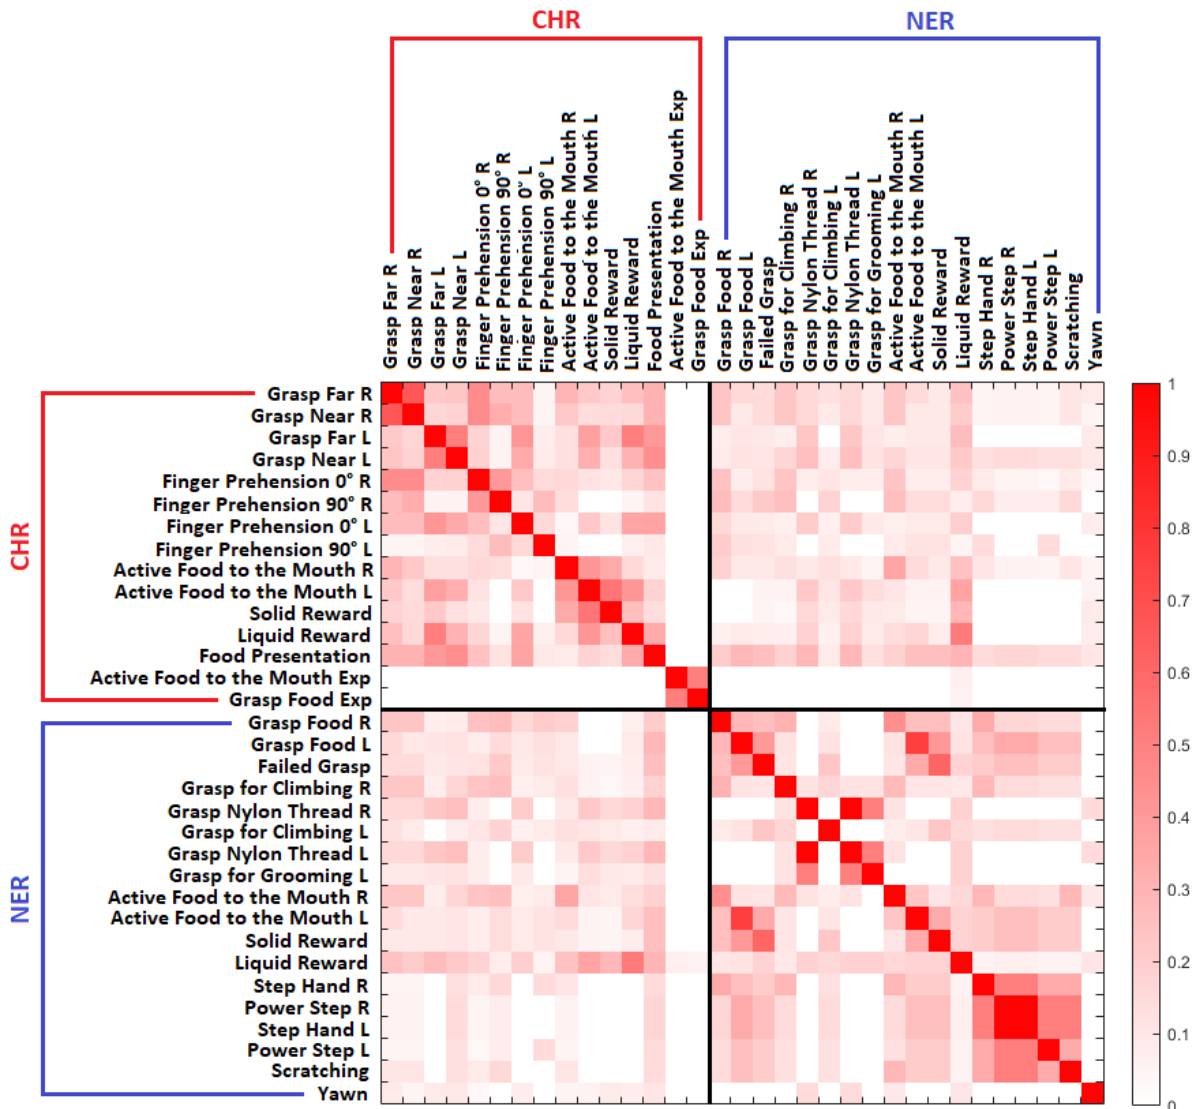 CHR
NER
Grasp Far R
Grasp Near R
Grasp Far L
Grasp Near L
Finger Prehension 0° R
Finger Prehension 90° R
Finger Prehension 0° L
Finger Prehension 90° L
Active Food to the Mouth R
Active Food to the Mouth L
Solid Reward
Liquid Reward
Food Presentation
Active Food to the Mouth Exp
Grasp Food Exp
Grasp Food R
Grasp Food L
Failed Grasp
Grasp for Climbing R
Grasp Nylon Thread R
Grasp for Climbing L
Grasp Nylon Thread L
Grasp for Grooming L
Active Food to the Mouth R
Active Food to the Mouth L
Solid Reward
Liquid Reward
Step Hand R
Power Step R
Step Hand L
Power Step L
Scratching
Yawn
CHR
Grasp Far R
Grasp Near R
Grasp Far L
Grasp Near L
Finger Prehension 0° R
Finger Prehension 90° R
Finger Prehension 0° L
Finger Prehension 90° L
Active Food to the Mouth R
Active Food to the Mouth L
Solid Reward
Liquid Reward
Food Presentation
Active Food to the Mouth Exp
Grasp Food Exp
NER
Grasp Food R
Grasp Food L
Failed Grasp
Grasp for Climbing R
Grasp Nylon Thread R
Grasp for Climbing L
Grasp Nylon Thread L
Grasp for Grooming L
Active Food to the Mouth R
Active Food to the Mouth L
Solid Reward
Liquid Reward
Step Hand R
Power Step R
Step Hand L
Power Step L
Scratching
Yawn
1
0.9
0.8
0.7
0.6
0.5
0.4
0.3
0.2
0.1
0